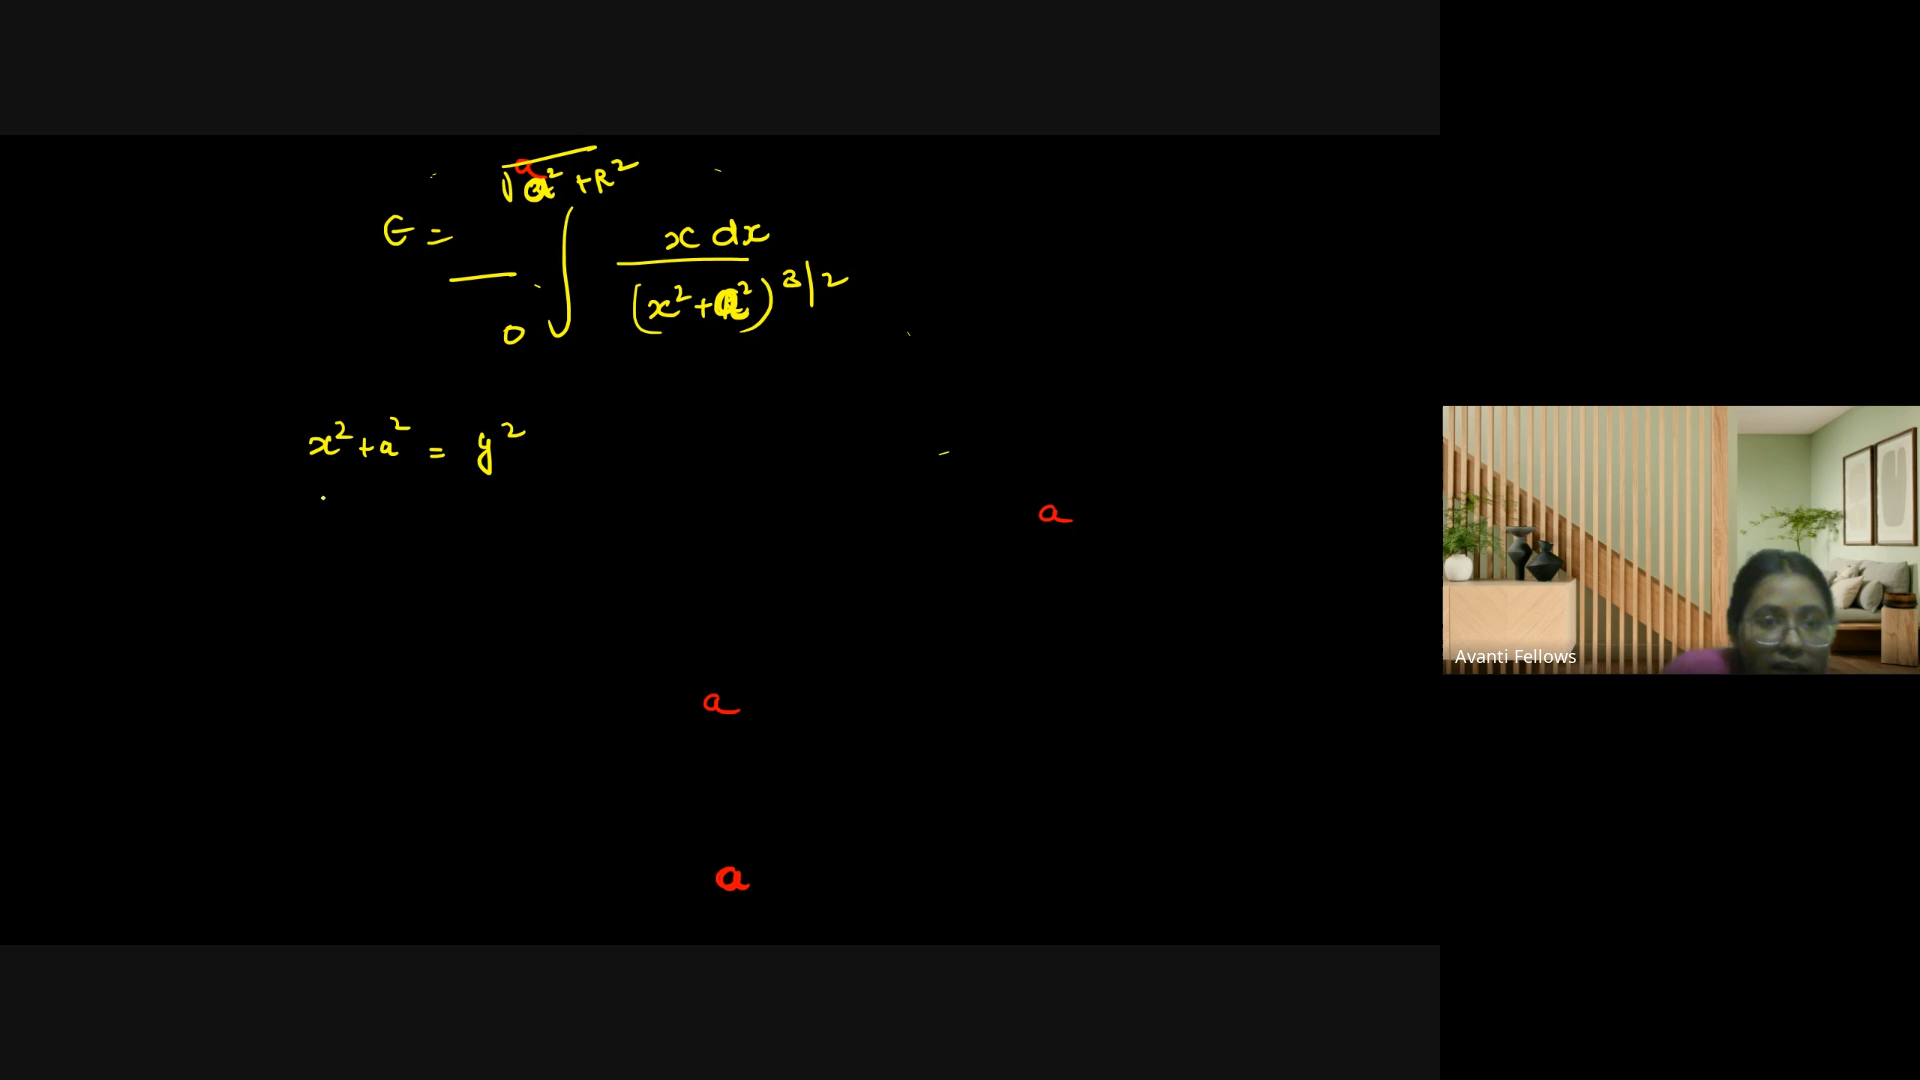 √a² + R²
E = ∫ x dx
0 (x² + a²)^3/2
x² + a² = y²
a
a
a
Avanti Fellows